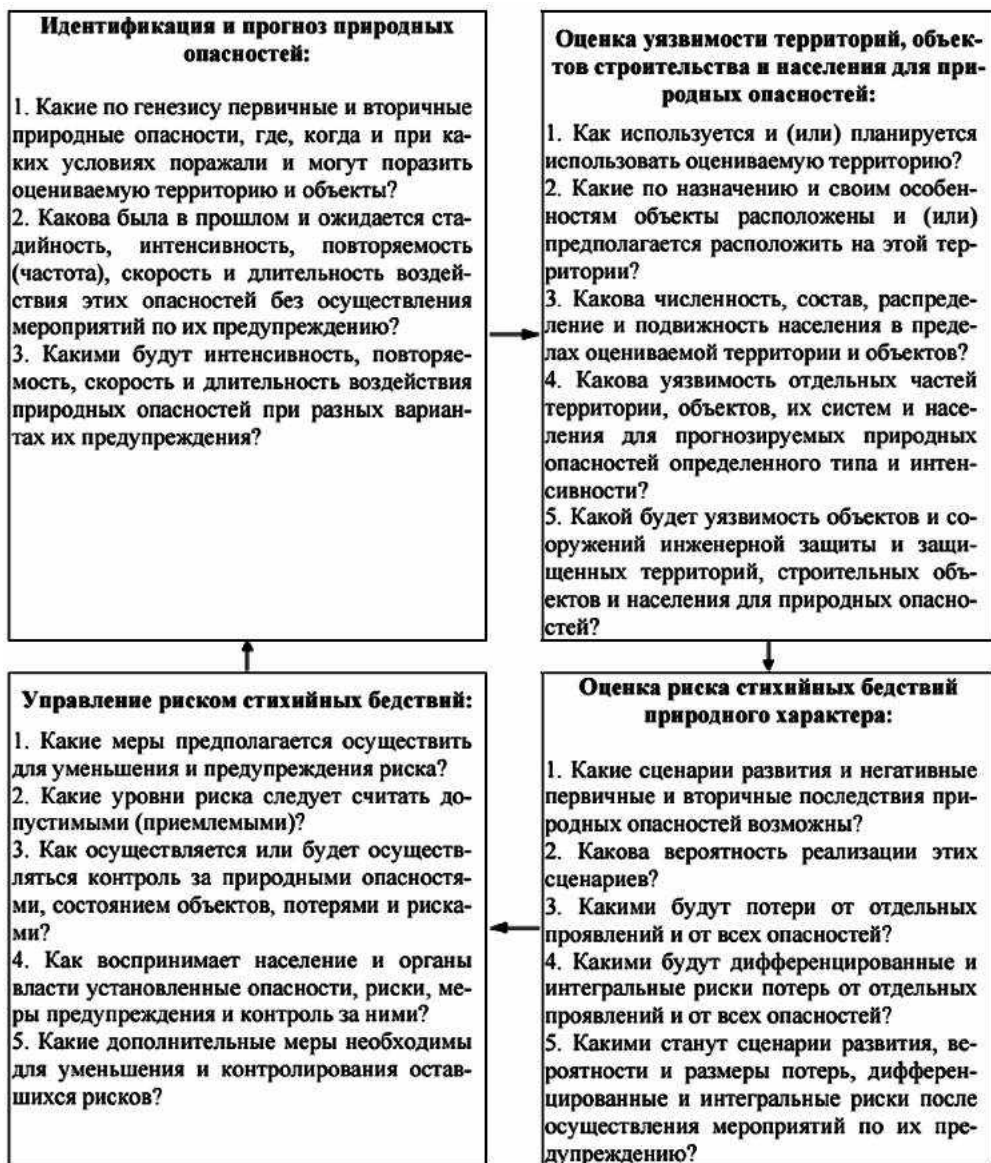 Идентификация и прогноз природных
опасностей:
1. Какие по генезису первичные и вторичные
природные опасности, где, когда и при ка-
ких условиях поражали и могут поразить
оцениваемую территорию и объекты?
2. Какова была в прошлом и ожидается ста-
дийность, интенсивность, повторяемость
(частота), скорость и длительность воздей-
ствия этих опасностей без осуществления
мероприятий по их предупреждению?
3. Какими будут интенсивность, повторяе-
мость, скорость и длительность воздействия
природных опасностей при разных вариан-
тах их предупреждения?
Оценка уязвимости территорий, объек-
тов строительства и населения для при-
родных опасностей:
1. Как используется и (или) планируется
использовать оцениваемую территорию?
2. Какие по назначению и своим особен-
ностям объекты расположены и (или)
предполагается расположить на этой тер-
ритории?
3. Какова численность, состав, распреде-
ление и подвижность населения в преде-
лах оцениваемой территории и объектов?
4. Какова уязвимость отдельных частей
территории, объектов, их систем и насе-
ления для прогнозируемых природных
опасностей определенного типа и интен-
сивности?
5. Какой будет уязвимость объектов и со-
оружений инженерной защиты и защи-
щенных территорий, строительных объ-
ектов и населения для природных опасно-
стей?
Управление риском стихийных бедствий:
1. Какие меры предполагается осуществить
для уменьшения и предупреждения риска?
2. Какие уровни риска следует считать до-
пустимыми (приемлемыми)?
3. Как осуществляется или будет осуществ-
ляться контроль за природными опасностя-
ми, состоянием объектов, потерями и риска-
ми?
4. Как воспринимает население и органы
власти установленные опасности, риски, ме-
ры предупреждения и контроль за ними?
5. Какие дополнительные меры необходимы
для уменьшения и контролирования остав-
шихся рисков?
Оценка риска стихийных бедствий
природного характера:
1. Какие сценарии развития и негативные
первичные и вторичные последствия при-
родных опасностей возможны?
2. Какова вероятность реализации этих
сценариев?
3. Какими будут потери от отдельных
проявлений и от всех опасностей?
4. Какими будут дифференцированные и
интегральные риски потерь от отдельных
проявлений и от всех опасностей?
5. Какими станут сценарии развития, ве-
роятности и размеры потерь, дифферен-
цированные и интегральные риски после
осуществления мероприятий по их пре-
дупреждению?